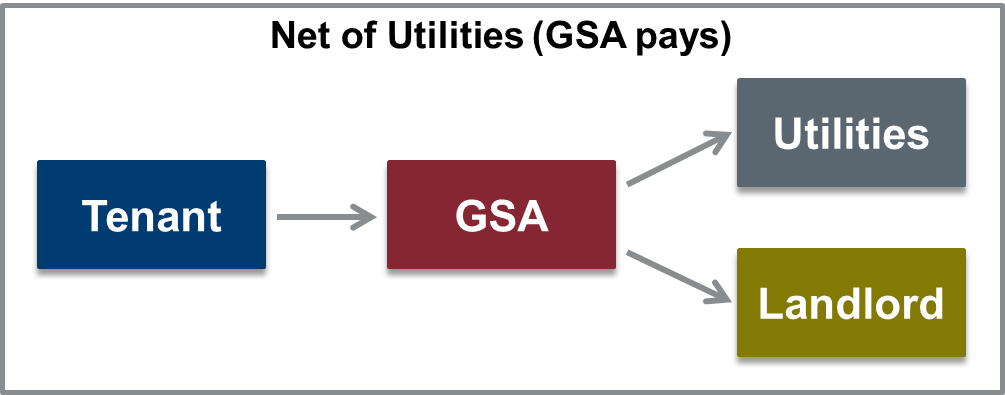 Net of Utilities (GSA pays)
Utilities
Tenant
GSA
Landlord